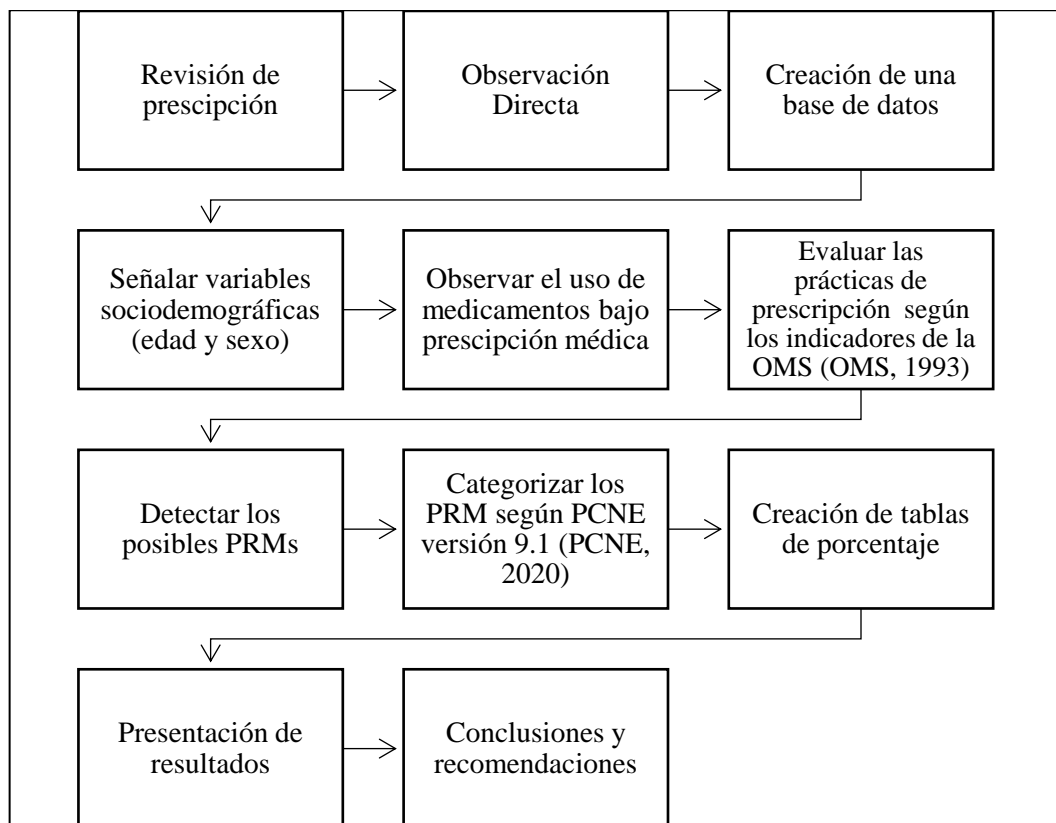 Revisión de
prescipción
Observación
Directa
Creación de una
base de datos
Señalar variables
sociodemográficas
(edad y sexo)
Observar el uso de
medicamentos bajo
prescipción médica
Evaluar las
prácticas de
prescripción según
los indicadores de la
OMS (OMS, 1993)
Detectar los
posibles PRMs
Categorizar los
PRM según PCNE
versión 9.1 (PCNE,
2020)
Creación de tablas
de porcentaje
Presentación de
resultados
Conclusiones y
recomendaciones